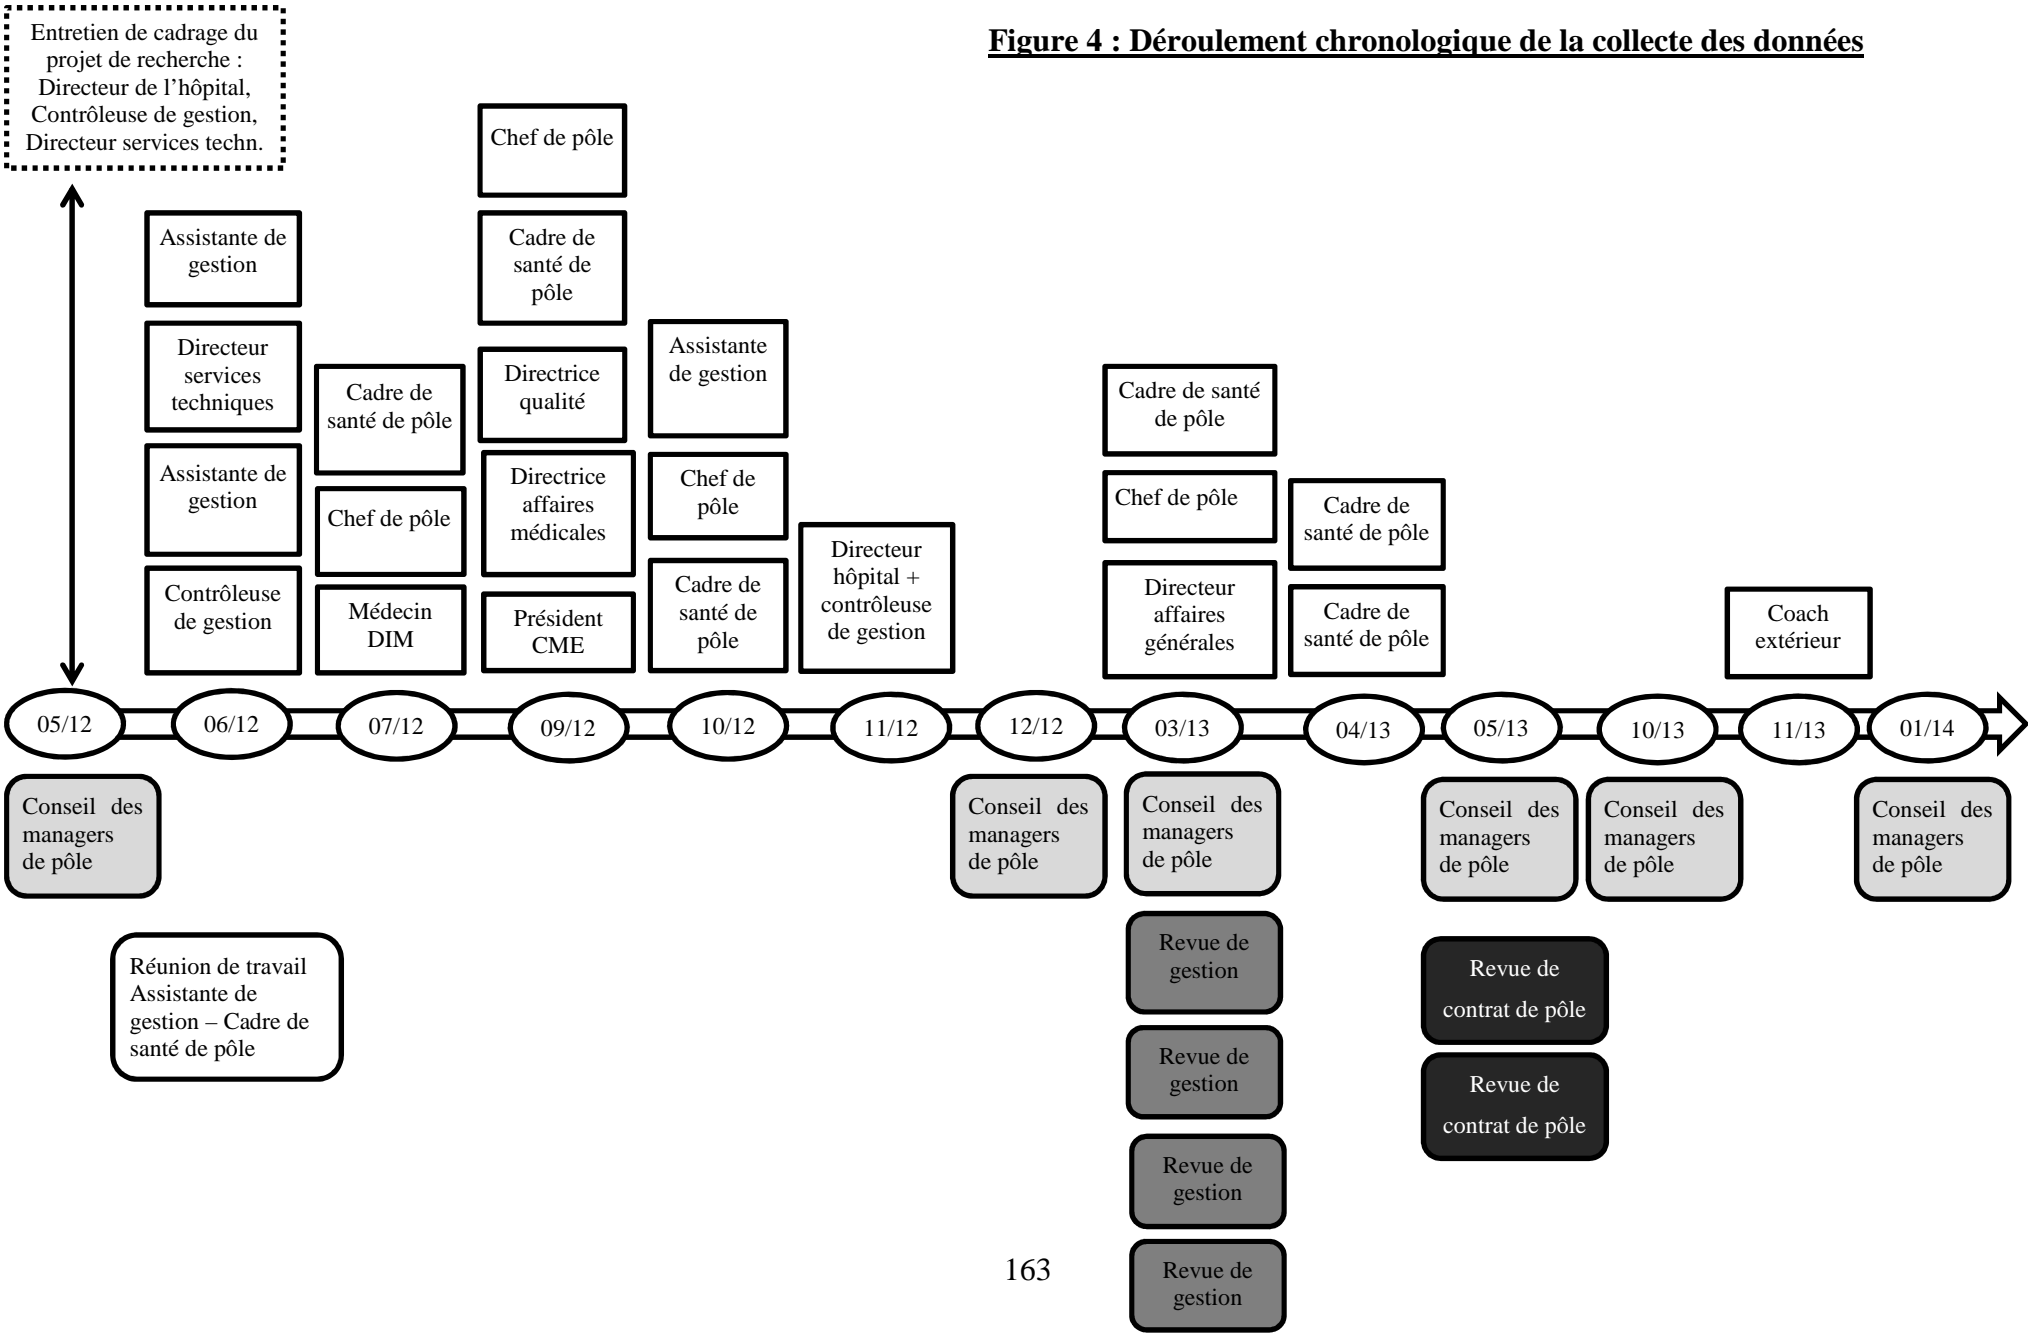 Entretien de cadrage du
projet de recherche :
Directeur de l'hôpital,
Contrôleuse de gestion,
Directeur services techn.
Figure 4 : Déroulement chronologique de la collecte des données
Assistante de
gestion
Directeur
services
techniques
Assistante de
gestion
Contrôleuse
de gestion
Cadre de
santé de pôle
Chef de pôle
Médecin
DIM
Chef de pôle
Cadre de
santé de
pôle
Directrice
qualité
Directrice
affaires
médicales
Président
CME
Assistante
de gestion
Chef de
pôle
Cadre de
santé de
pôle
Directeur
hôpital +
contrôleuse
de gestion
Cadre de santé
de pôle
Chef de pôle
Directeur
affaires
générales
Cadre de
santé de pôle
Cadre de
santé de pôle
Coach
extérieur
05/12
06/12
07/12
09/12
10/12
11/12
12/12
03/13
04/13
05/13
10/13
11/13
01/14
Conseil des
managers
de pôle
Réunion de travail
Assistante de
gestion – Cadre de
santé de pôle
Conseil des
managers
de pôle
Conseil des
managers
de pôle
Revue de
gestion
Revue de
gestion
Revue de
gestion
Revue de
gestion
Conseil des
managers
de pôle
Revue de
contrat de pôle
Revue de
contrat de pôle
Conseil des
managers
de pôle
Conseil des
managers
de pôle
163